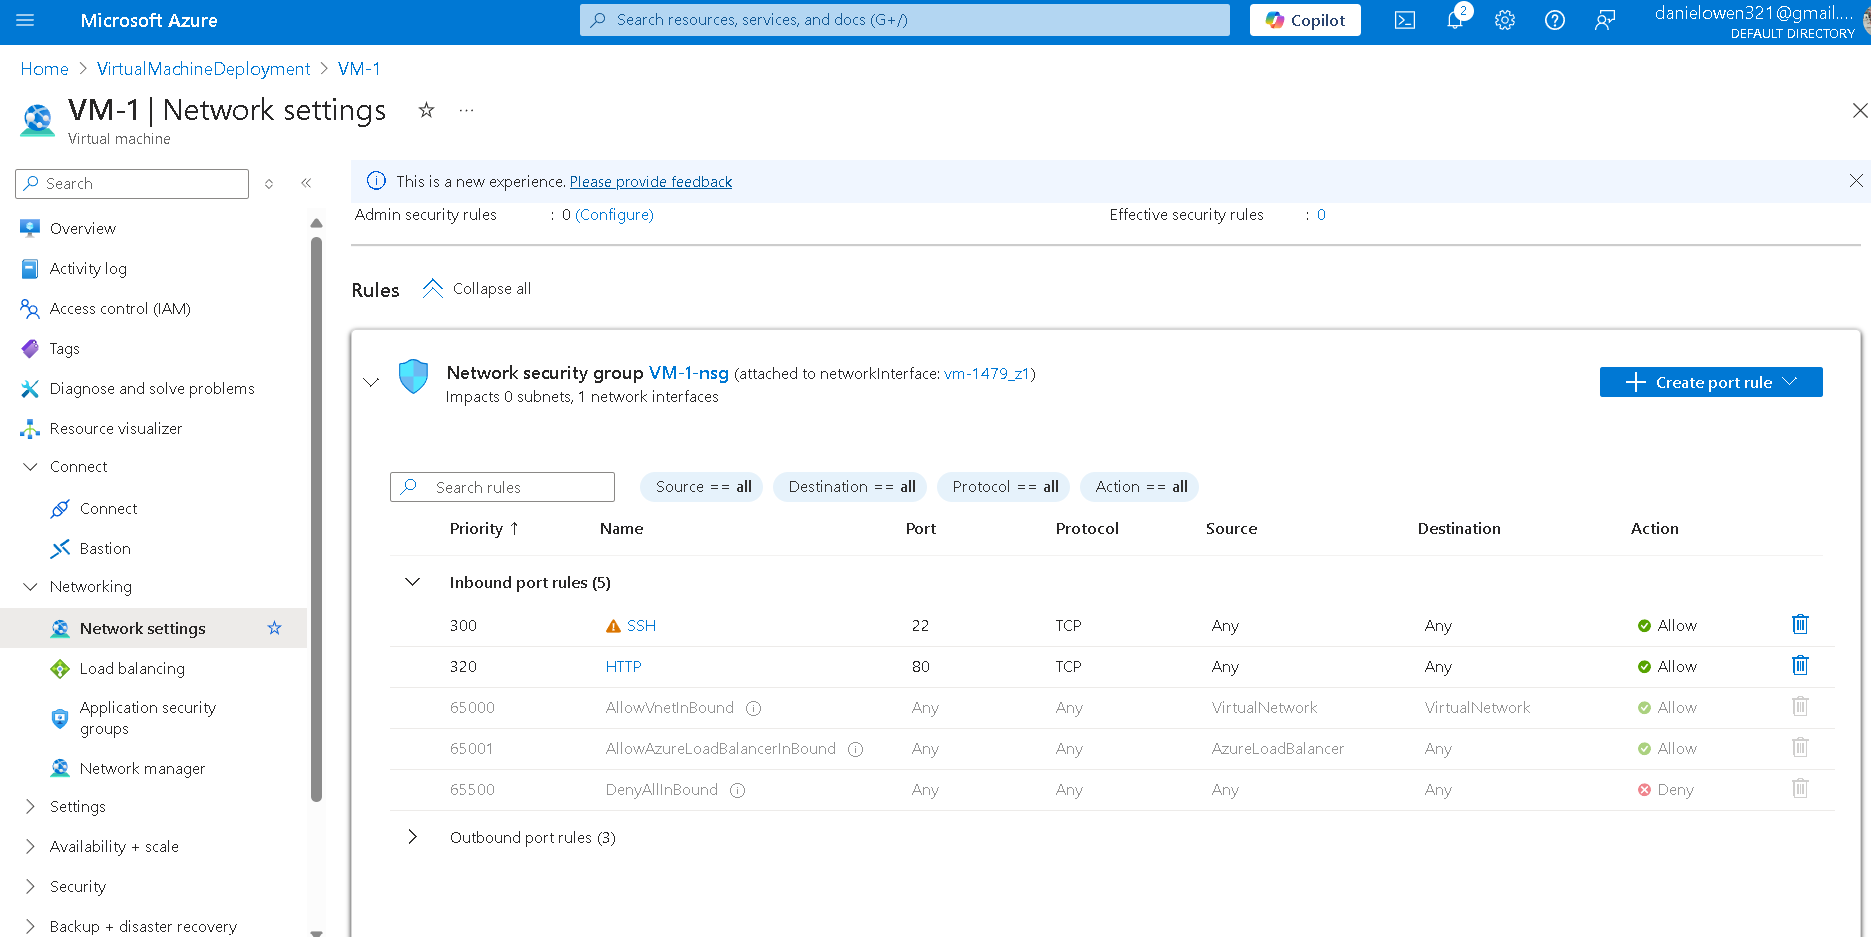 Microsoft Azure
Search resources, services, and docs (G+/)
Copilot
2
danielowen321@gmail....
DEFAULT DIRECTORY
Home > VirtualMachineDeployment > VM-1
VM-1 | Network settings
Virtual machine
Search
This is a new experience. Please provide feedback
Admin security rules : 0 (Configure)
Effective security rules : 0
Overview
Activity log
Access control (IAM)
Tags
Diagnose and solve problems
Resource visualizer
Connect
Connect
Bastion
Networking
Network settings
Load balancing
Application security
groups
Network manager
Settings
Availability + scale
Security
Backup + disaster recovery
Rules
Collapse all
Network security group VM-1-nsg (attached to networkInterface: vm-1479_z1)
Impacts 0 subnets, 1 network interfaces
Create port rule
Search rules
Source == all
Destination == all
Protocol == all
Action == all
Priority ↑ Name Port Protocol Source Destination Action
Inbound port rules (5)
300 SSH 22 TCP Any Any Allow
320 HTTP 80 TCP Any Any Allow
65000 AllowVnetInBound Any Any VirtualNetwork VirtualNetwork Allow
65001 AllowAzureLoadBalancerInBound Any Any AzureLoadBalancer Any Allow
65500 DenyAllInBound Any Any Any Any Deny
Outbound port rules (3)